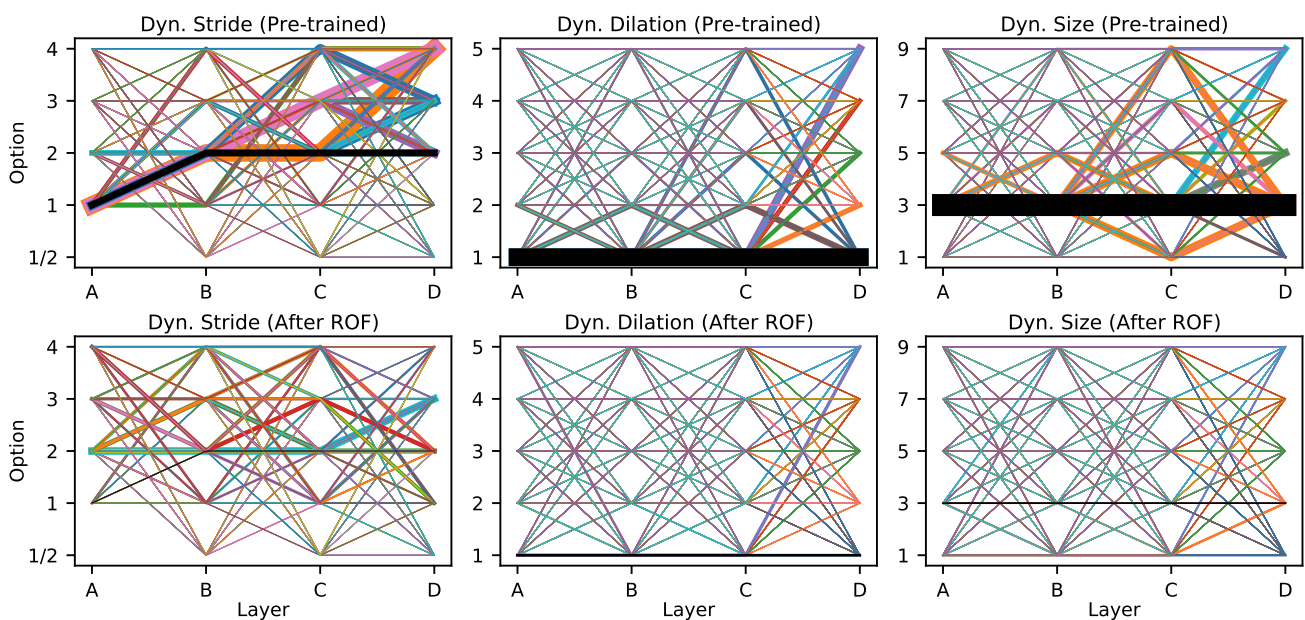 Dyn. Stride (Pre-trained)
Dyn. Dilation (Pre-trained)
Dyn. Size (Pre-trained)
Option
4
3
2
1
1/2
5
4
3
2
1
9
7
5
3
1
A B C D
A B C D
A B C D
Dyn. Stride (After ROF)
Dyn. Dilation (After ROF)
Dyn. Size (After ROF)
Option
4
3
2
1
1/2
5
4
3
2
1
9
7
5
3
1
A B C D
A B C D
A B C D
Layer
Layer
Layer